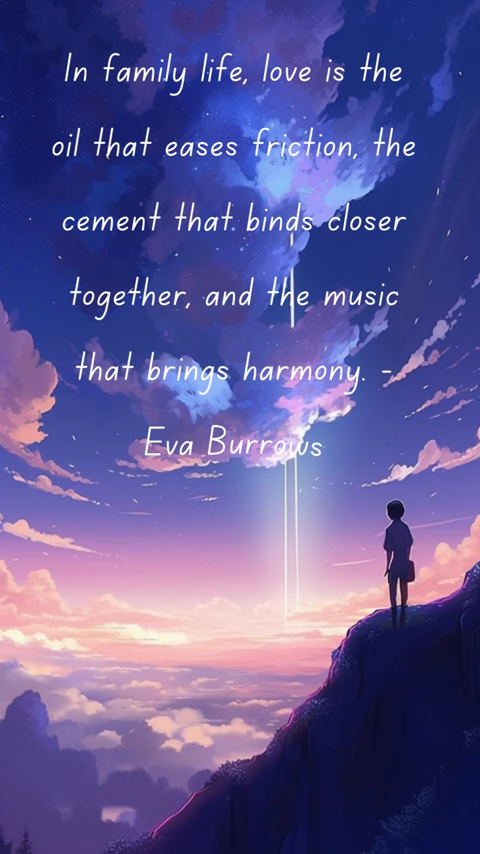 In family life, love is the
oil that eases friction, the
cement that binds closer
together, and the music
that brings harmony. -
Eva Burrows